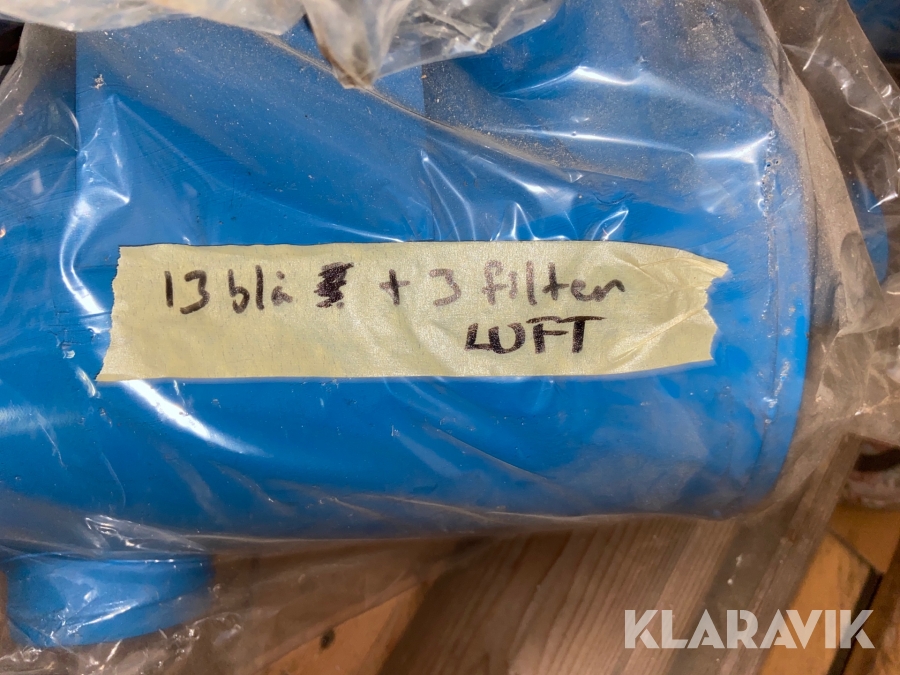 13 blå + 3 filter
LUFT
KLARAVIK